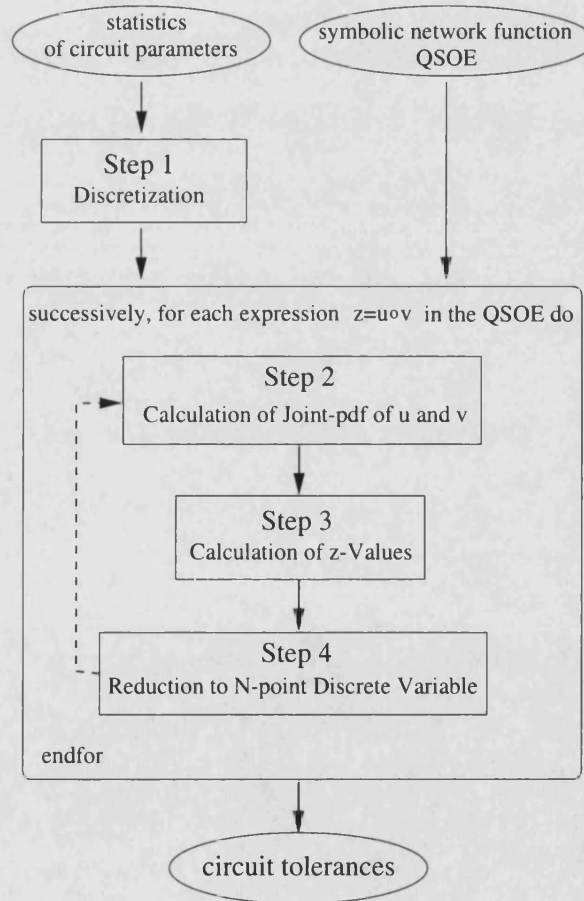 statistics
of circuit parameters
symbolic network function
QSOE
Step 1
Discretization
successively, for each expression z=u∘v in the QSOE do
Step 2
Calculation of Joint-pdf of u and v
Step 3
Calculation of z-Values
Step 4
Reduction to N-point Discrete Variable
endfor
circuit tolerances